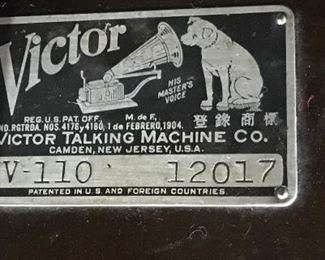 Victor
HIS
MASTER'S
VOICE
REG. U.S. PAT. OFF. M. de F.
IND. RGTRDA. NOS. 4178, y 4180, 1 de FEBRERO, 1904. 登錄商標
VICTOR TALKING MACHINE CO.
CAMDEN, NEW JERSEY, U.S.A.
V-110 12017
PATENTED IN U.S. AND FOREIGN COUNTRIES.